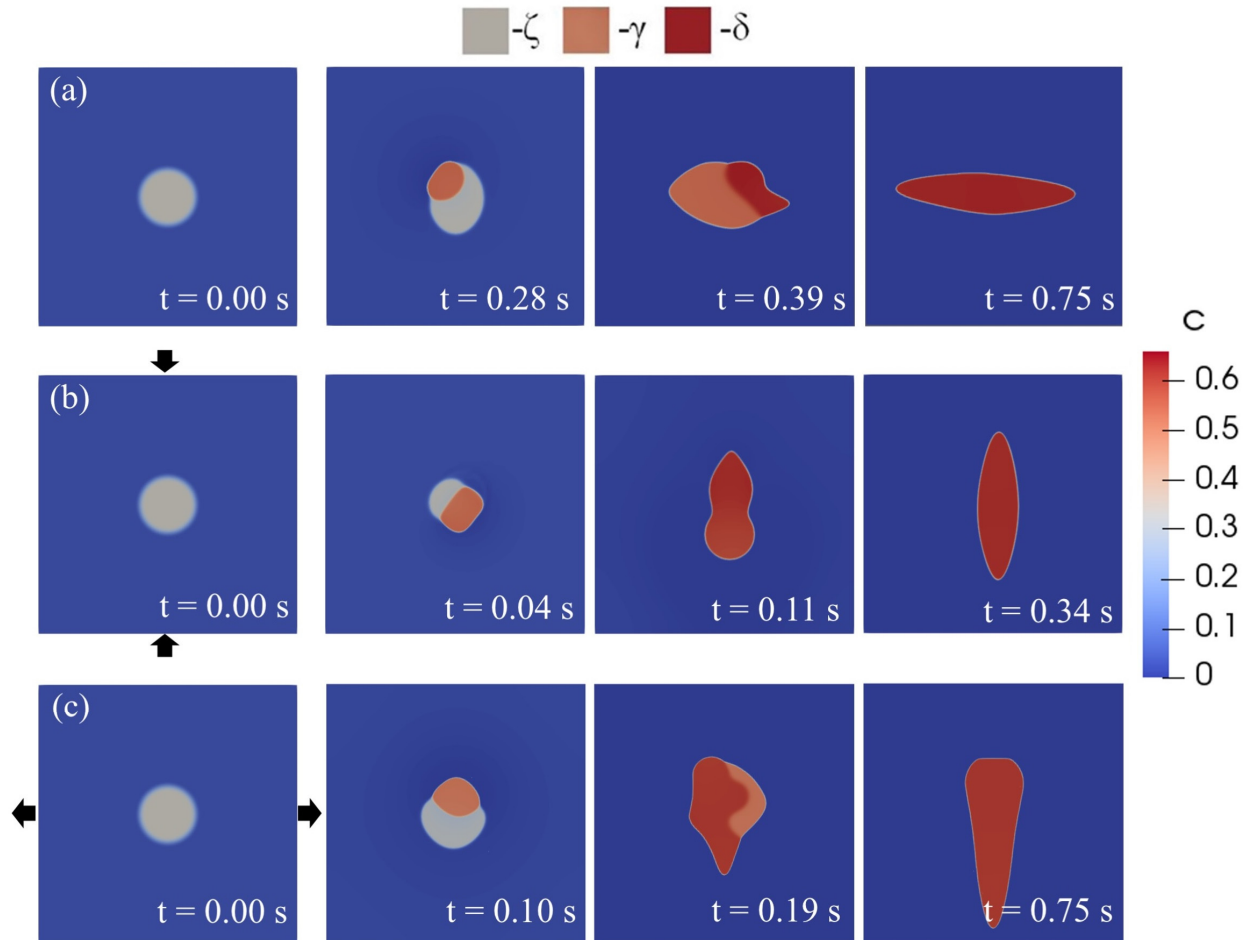 -ζ -γ -δ
(a)
t = 0.00 s t = 0.28 s t = 0.39 s t = 0.75 s
(b)
t = 0.00 s t = 0.04 s t = 0.11 s t = 0.34 s
(c)
t = 0.00 s t = 0.10 s t = 0.19 s t = 0.75 s
C
0.6
0.5
0.4
0.3
0.2
0.1
0